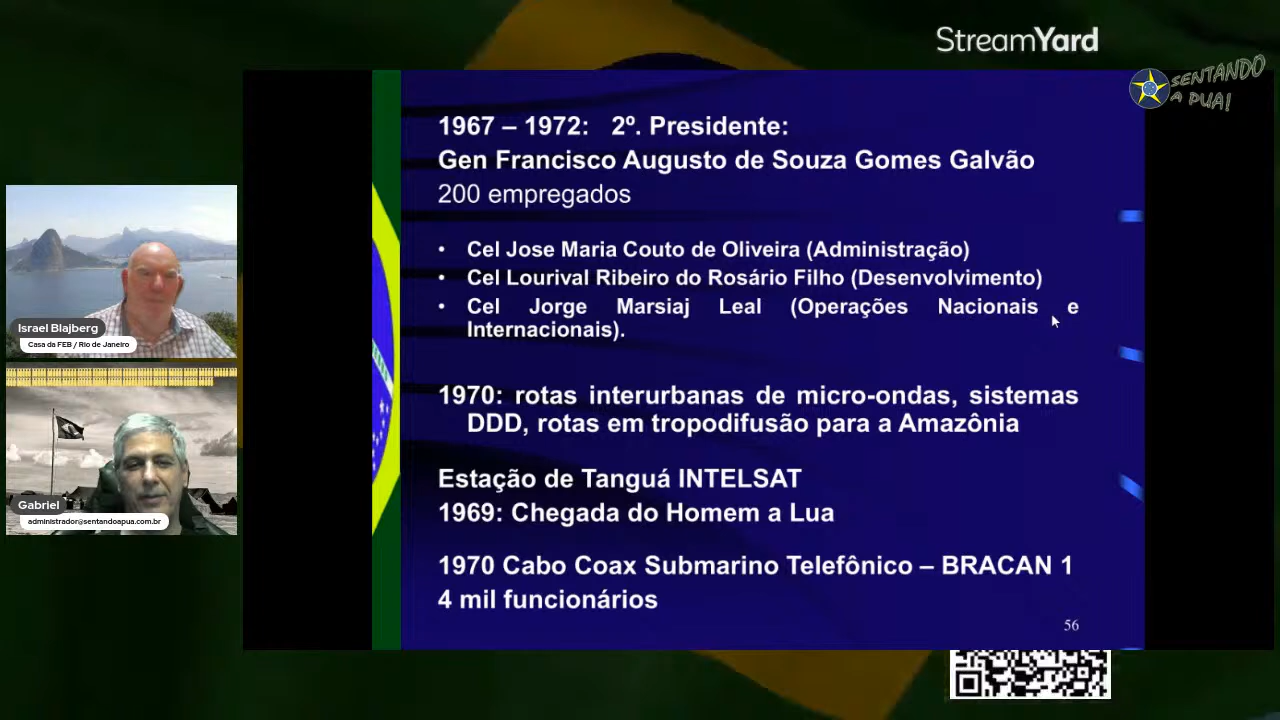 StreamYard
SENTANDO
A PUA!
1967 – 1972: 2º. Presidente:
Gen Francisco Augusto de Souza Gomes Galvão
200 empregados
• Cel Jose Maria Couto de Oliveira (Administração)
• Cel Lourival Ribeiro do Rosário Filho (Desenvolvimento)
• Cel Jorge Marsiaj Leal (Operações Nacionais e
Internacionais).
1970: rotas interurbanas de micro-ondas, sistemas
DDD, rotas em tropodifusão para a Amazônia
Estação de Tanguá INTELSAT
1969: Chegada do Homem a Lua
1970 Cabo Coax Submarino Telefônico – BRACAN 1
4 mil funcionários
56
Israel Blajberg
Casa da FEB / Rio de Janeiro
Gabriel
administrador@sentandoapua.com.br